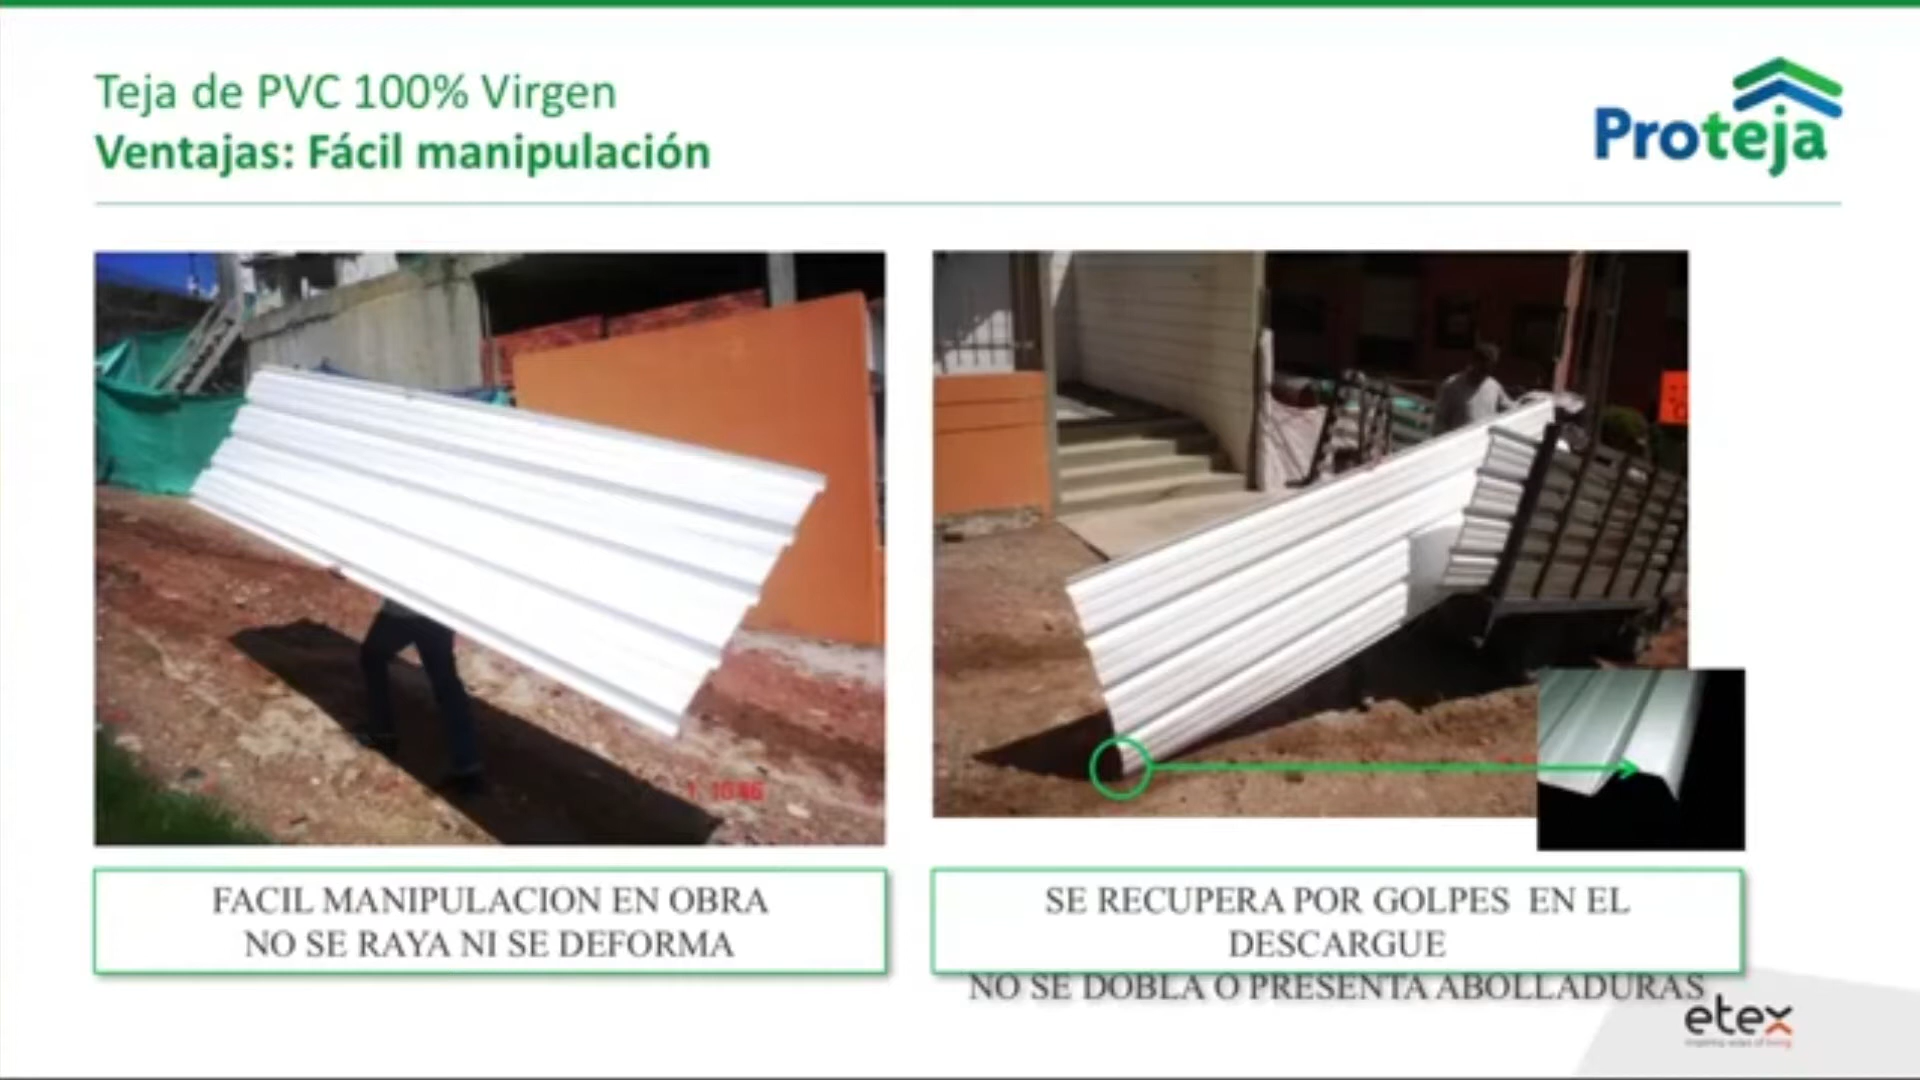 Teja de PVC 100% Virgen
Ventajas: Fácil manipulación
Proteja
FACIL MANIPULACION EN OBRA
NO SE RAYA NI SE DEFORMA
SE RECUPERA POR GOLPES EN EL
DESCARGUE
NO SE DOBLA O PRESENTA ABOLLADURAS
etex